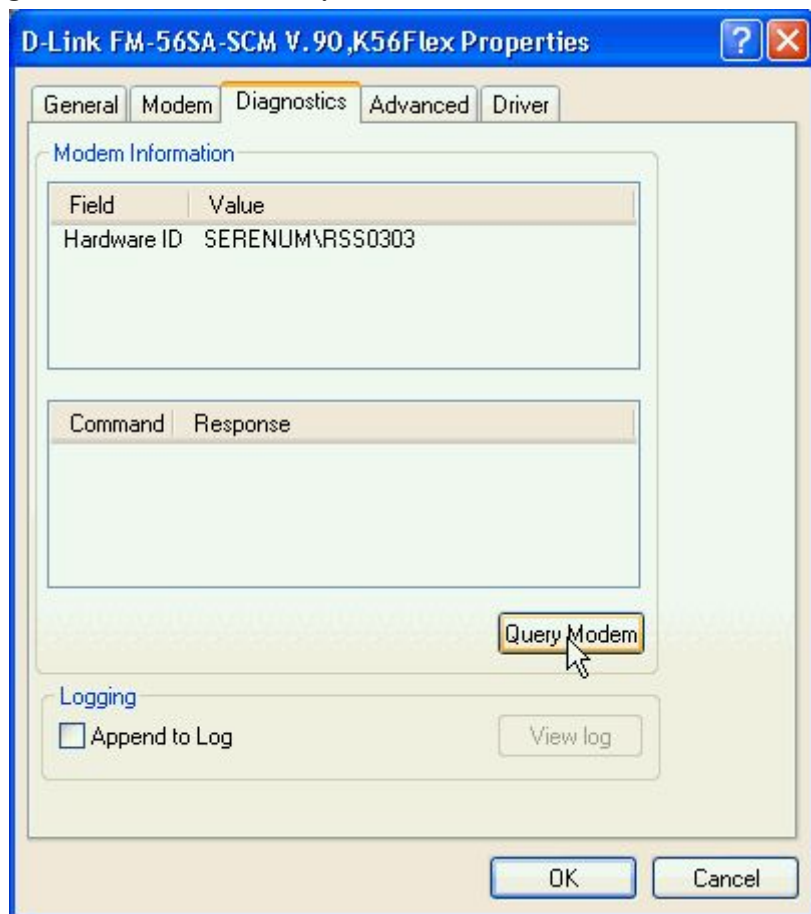 D-Link FM-56SA-SCM V.90,K56Flex Properties
General Modem Diagnostics Advanced Driver
Modem Information
Field Value
Hardware ID SERENUM\RSS0303
Command Response
Query Modem
Logging
Append to Log View log
OK Cancel